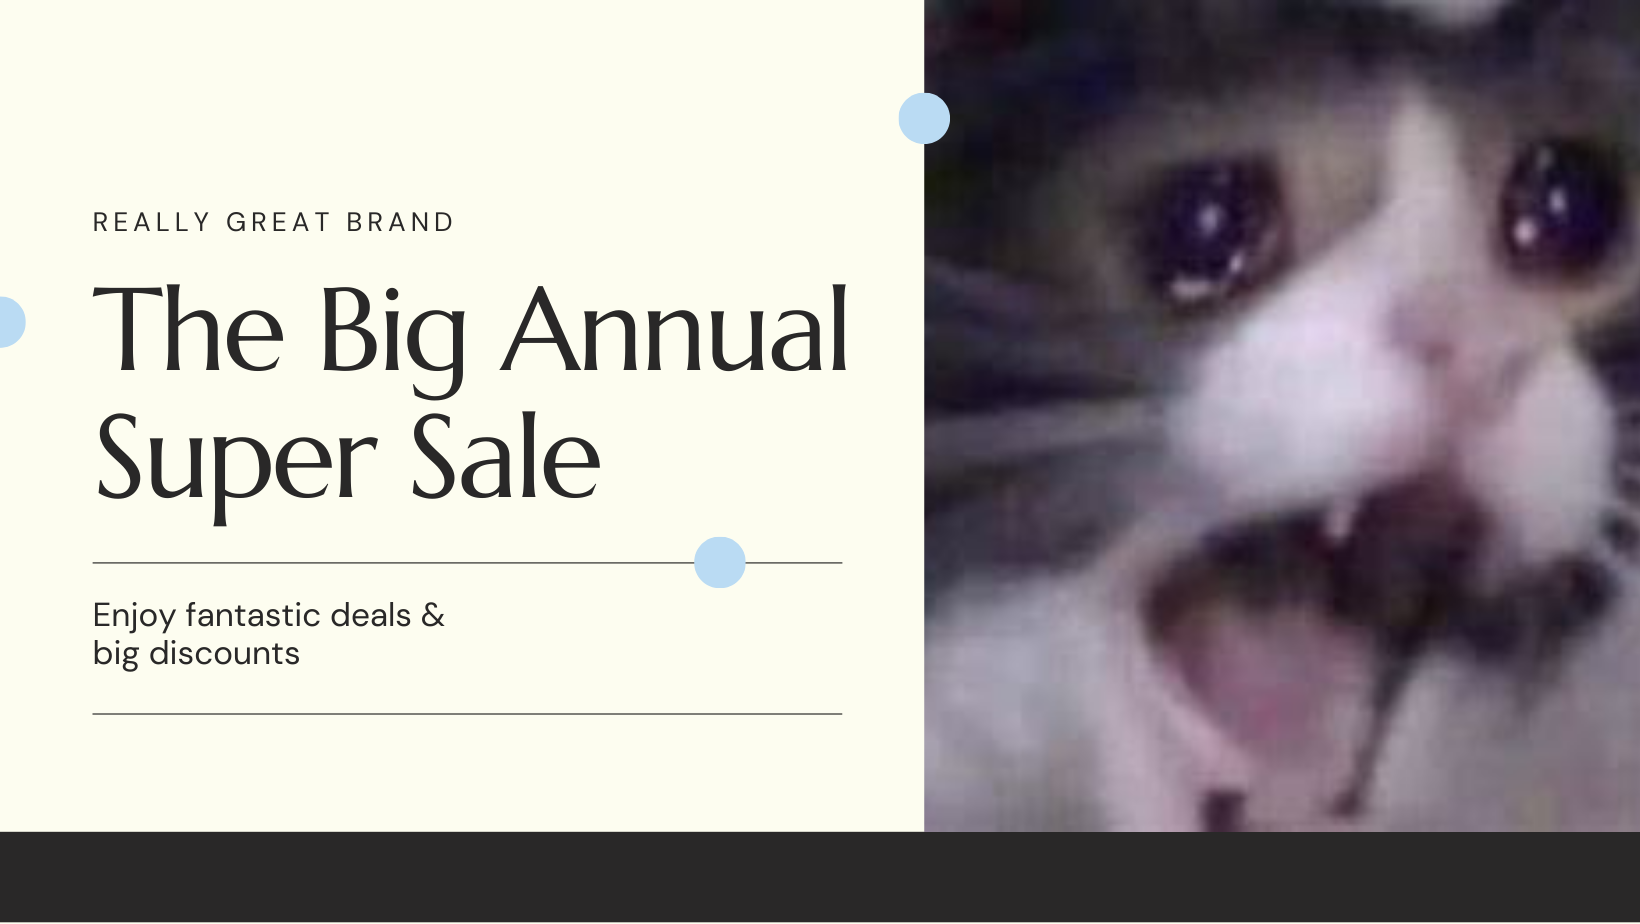 REALLY GREAT BRAND
The Big Annual
Super Sale
Enjoy fantastic deals &
big discounts